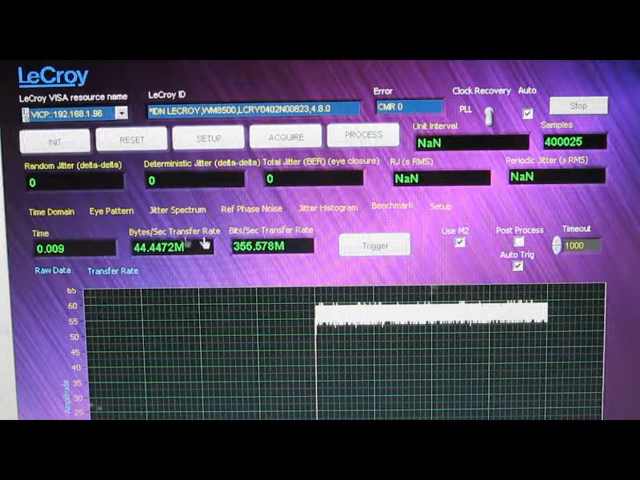 LeCroy
LeCroy VISA resource name
LeCroy ID
Error
Clock Recovery
Auto
VICP::192.168.1.98
*IDN LECROY,WM8500,LCRY0402N00823,4.8.0
CMR 0
PLL
Stop
INIT
RESET
SETUP
ACQUIRE
PROCESS
Unit Interval
Samples
NaN
400025
Random Jitter (delta-delta)
Deterministic Jitter (delta-delta)
Total Jitter (BER) (eye closure)
RJ (s RMS)
Periodic Jitter (s RMS)
0
0
0
NaN
NaN
Time Domain
Eye Pattern
Jitter Spectrum
Ref Phase Noise
Jitter Histogram
Benchmark
Setup
Time
Bytes/Sec Transfer Rate
Bits/Sec Transfer Rate
Use M2
Post Process
Timeout
0.009
44.4472M
355.578M
Trigger
1000
Auto Trig
Raw Data
Transfer Rate
65
60
55
50
45
40
35
30
25
Amplitude